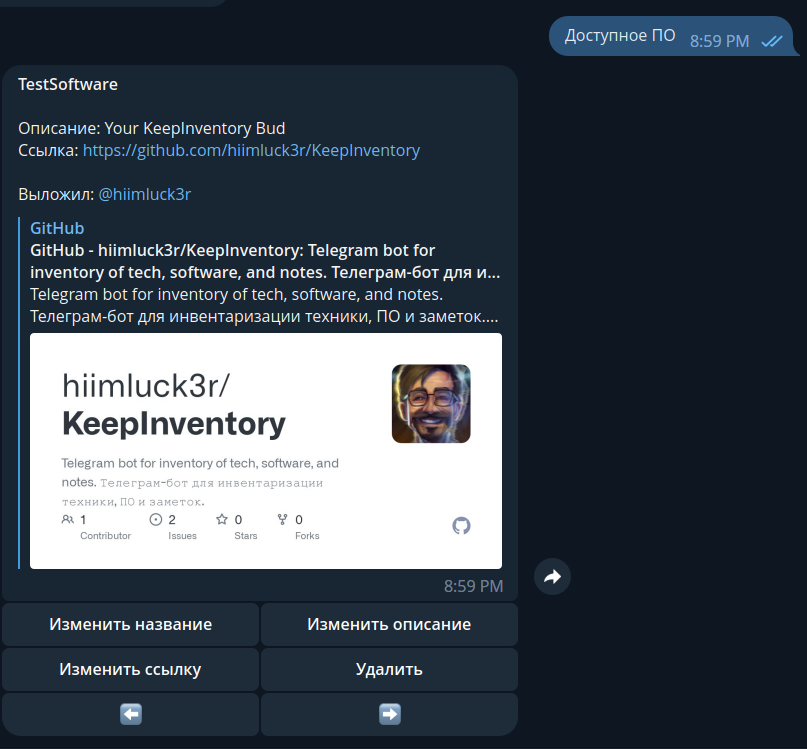 Доступное ПО 8:59 PM
TestSoftware
Описание: Your KeepInventory Bud
Ссылка: https://github.com/hiimluck3r/KeepInventory
Выложил: @hiimluck3r
GitHub
GitHub - hiimluck3r/KeepInventory: Telegram bot for
inventory of tech, software, and notes. Телеграм-бот для и...
Telegram bot for inventory of tech, software, and notes.
Телеграм-бот для инвентаризации техники, ПО и заметок....
hiimluck3r/
KeepInventory
Telegram bot for inventory of tech, software, and
notes. Телеграм-бот для инвентаризации
техники, ПО и заметок.
1 2 0 0
Contributor Issues Stars Forks
8:59 PM
Изменить название Изменить описание
Изменить ссылку Удалить